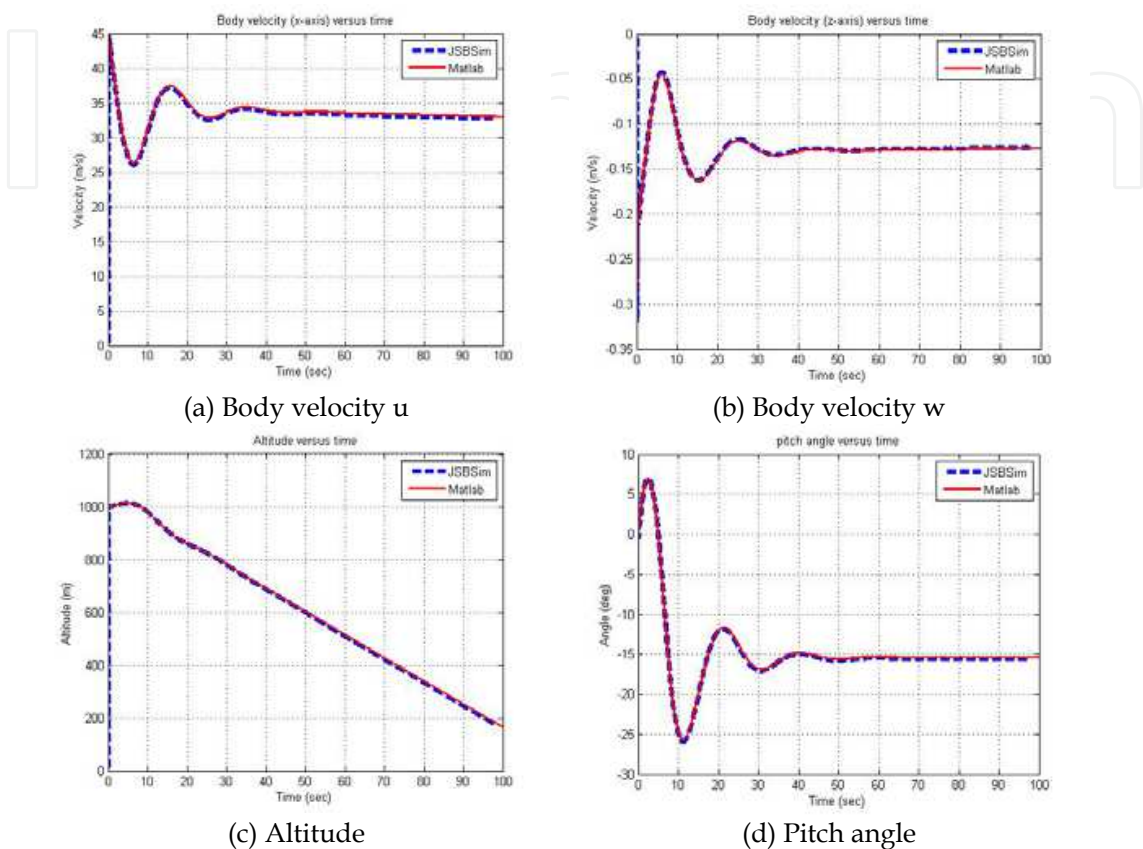 Body velocity (x-axis) versus time
45
40
35
30
25
20
15
10
5
0
Velocity (m/s)
JSBSim
Matlab
0 10 20 30 40 50 60 70 80 90 100
Time (sec)
(a) Body velocity u
Body velocity (z-axis) versus time
0
-0.05
-0.1
-0.15
-0.2
-0.25
-0.3
-0.35
Velocity (m/s)
JSBSim
Matlab
0 10 20 30 40 50 60 70 80 90 100
Time (sec)
(b) Body velocity w
Altitude versus time
1200
1000
800
600
400
200
0
Altitude (m)
JSBSim
Matlab
0 10 20 30 40 50 60 70 80 90 100
Time (sec)
(c) Altitude
pitch angle versus time
10
5
0
-5
-10
-15
-20
-25
-30
Angle (deg)
JSBSim
Matlab
0 10 20 30 40 50 60 70 80 90 100
Time (sec)
(d) Pitch angle